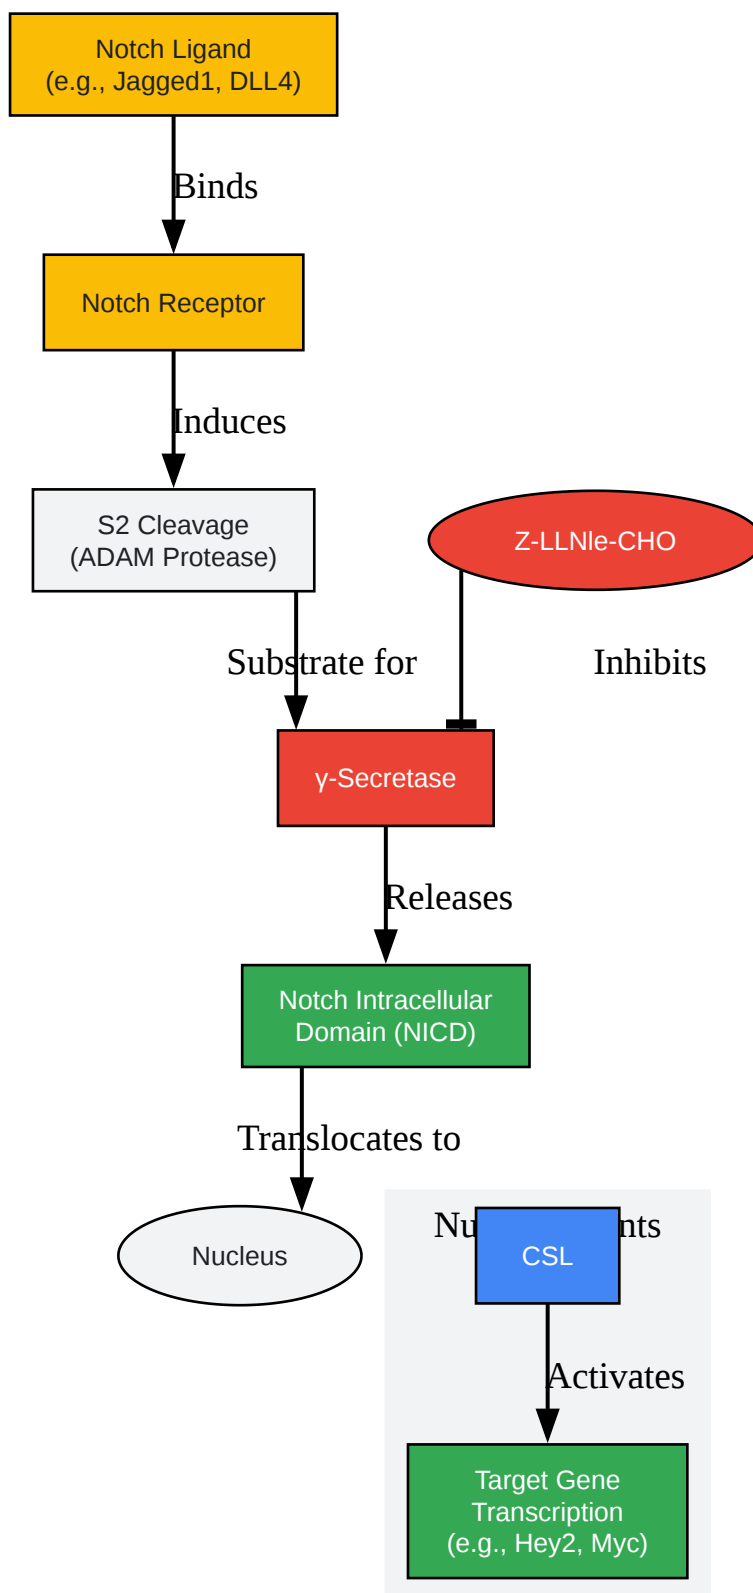 Notch Ligand
(e.g., Jagged1, DLL4)
Binds
Notch Receptor
Induces
S2 Cleavage
(ADAM Protease)
Z-LLNle-CHO
Substrate for
Inhibits
γ-Secretase
Releases
Notch Intracellular
Domain (NICD)
Translocates to
Nucleus
CSL
Activates
Target Gene
Transcription
(e.g., Hey2, Myc)